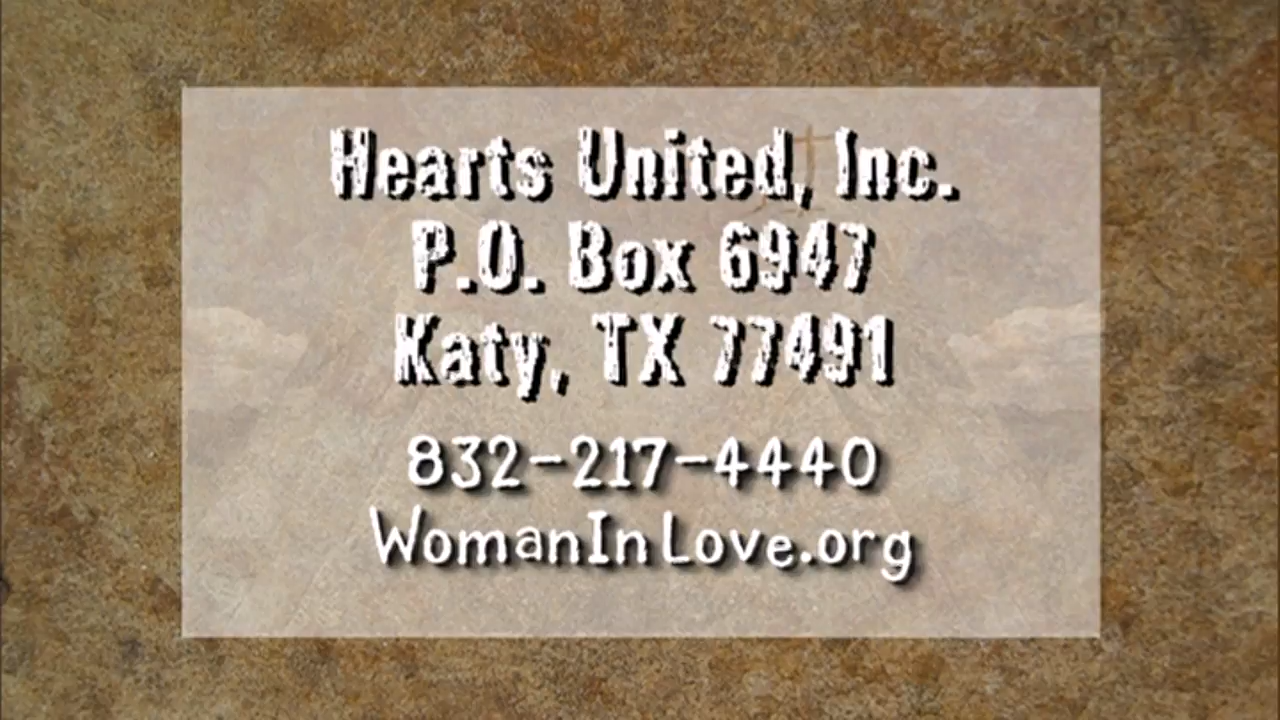 Hearts United, Inc.
P.O. Box 6947
Katy, TX 77491
832-217-4440
WomanInLove.org